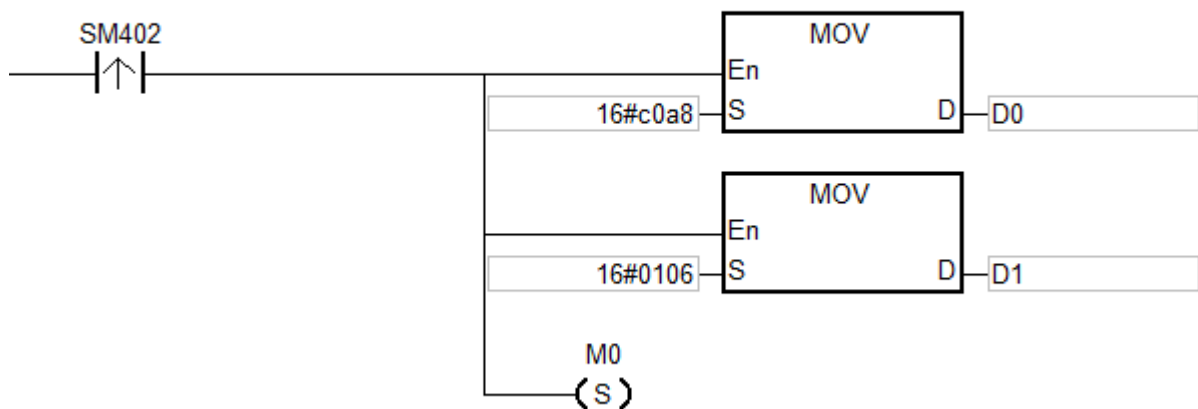 SM402
MOV
En
16#c0a8 S D D0
MOV
En
16#0106 S D D1
M0
S